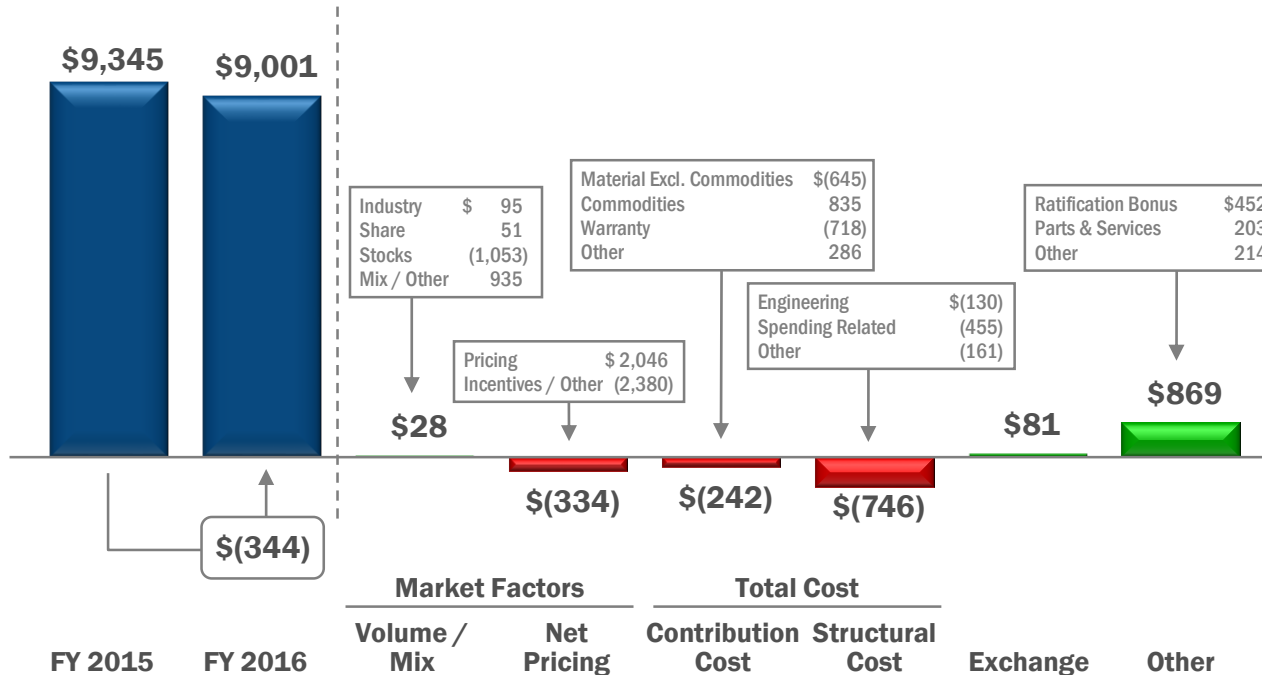 $9,345
$9,001
$(344)
Industry $ 95
Share 51
Stocks (1,053)
Mix / Other 935
$28
Pricing $ 2,046
Incentives / Other (2,380)
$(334)
Material Excl. Commodities $(645)
Commodities 835
Warranty (718)
Other 286
$(242)
Engineering $(130)
Spending Related (455)
Other (161)
$(746)
$81
Ratification Bonus $452
Parts & Services 203
Other 214
$869
Market Factors
Total Cost
FY 2015
FY 2016
Volume /
Mix
Net
Pricing
Contribution
Cost
Structural
Cost
Exchange
Other